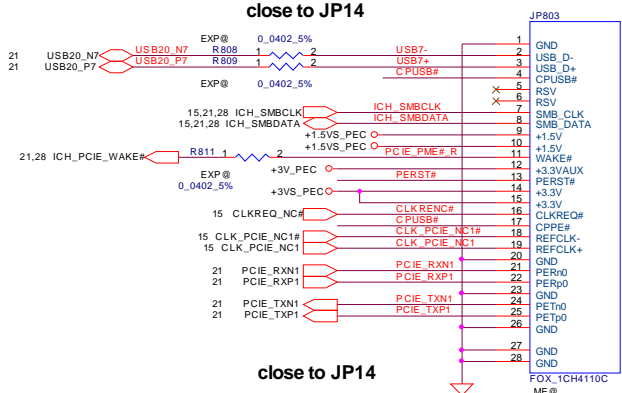 close to JP14
JP803
EXP@ 0_0402_5%
21 USB20_N7 USB20_N7 R808 1 2 USB7- 2 USB_D-
21 USB20_P7 USB20_P7 R809 1 2 USB7+ 3 USB_D+
EXP@ 0_0402_5% CPUSB# 4 CPUSB#
1 GND
5 RSV
6 RSV
15,21,28 ICH_SMBCLK ICH_SMBCLK 7 SMB_CLK
15,21,28 ICH_SMBDATA ICH_SMBDATA 8 SMB_DATA
+1.5VS_PEC 9 +1.5V
+1.5VS_PEC 10 +1.5V
21,28 ICH_PCIE_WAKE# R811 1 2 PCIE_PME#_R 11 WAKE#
EXP@
0_0402_5%
+3V_PEC 12 +3.3VAUX
PERST# 13 PERST#
+3VS_PEC 14 +3.3V
15 +3.3V
15 CLKREQ_NC# CLKRENC# 16 CLKREQ#
CPUSB# 17 CPPE#
15 CLK_PCIE_NC1# CLK_PCIE_NC1# 18 REFCLK-
15 CLK_PCIE_NC1 CLK_PCIE_NC1 19 REFCLK+
20 GND
21 PCIE_RXN1 PCIE_RXN1 21 PERn0
21 PCIE_RXP1 PCIE_RXP1 22 PERp0
23 GND
21 PCIE_TXN1 PCIE_TXN1 24 PETn0
21 PCIE_TXP1 PCIE_TXP1 25 PETp0
26 GND
27 GND
28 GND
close to JP14
FOX_1CH4110C
ME@